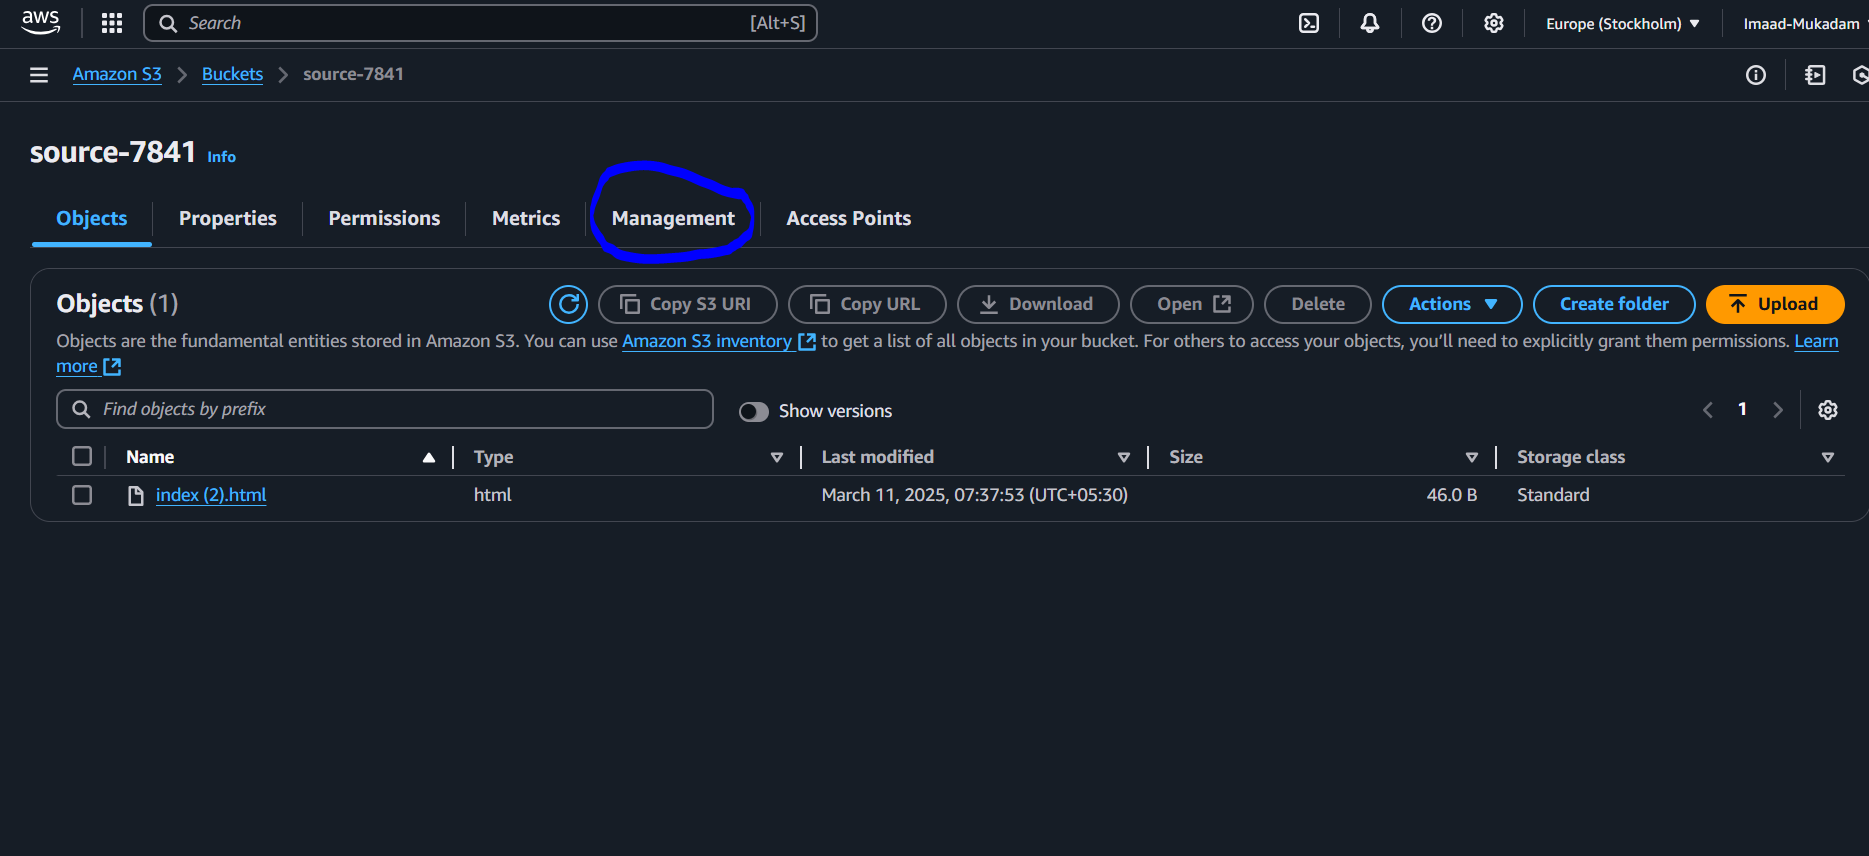 aws Search [Alt+S] Europe (Stockholm) Imaad-Mukadam
Amazon S3 Buckets source-7841
source-7841 Info
Objects Properties Permissions Metrics Management Access Points
Objects (1) Copy S3 URI Copy URL Download Open Delete Actions Create folder Upload
Objects are the fundamental entities stored in Amazon S3. You can use Amazon S3 inventory to get a list of all objects in your bucket. For others to access your objects, you'll need to explicitly grant them permissions. Learn
more
Find objects by prefix Show versions 1
Name Type Last modified Size Storage class
index (2).html html March 11, 2025, 07:37:53 (UTC+05:30) 46.0 B Standard